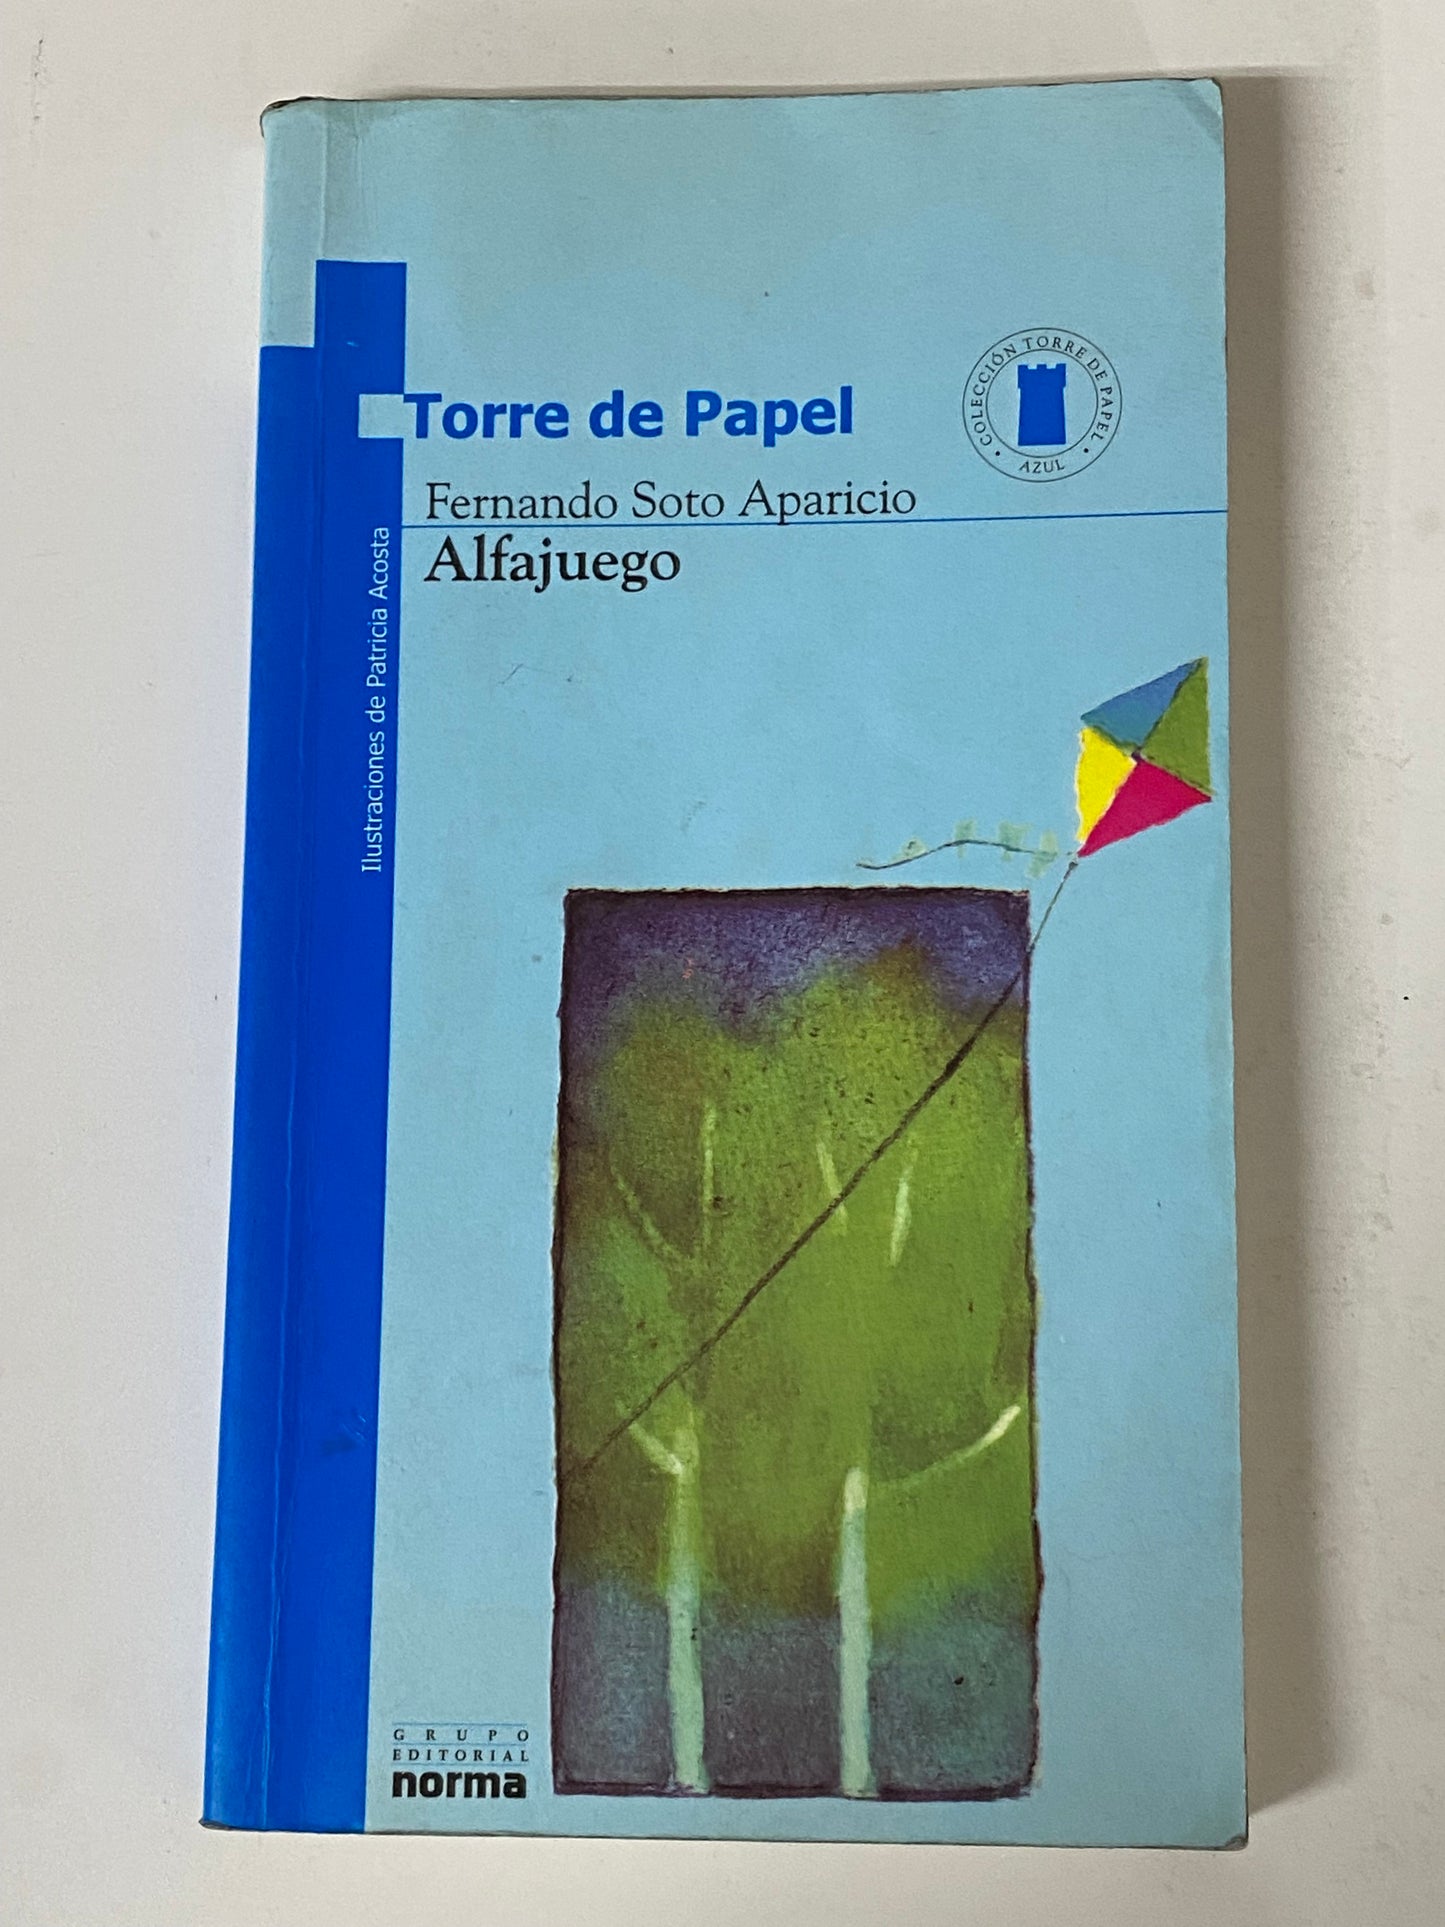 COLECCIÓN TORRE DE PAPEL
AZUL
Torre de Papel
Fernando Soto Aparicio
Alfajuego
Ilustraciones de Patricia Acosta
GRUPO
EDITORIAL
norma